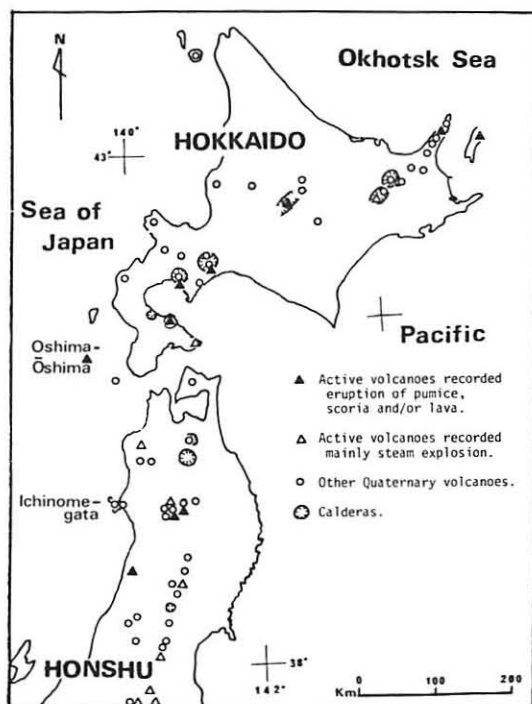 N
Okhotsk Sea
140°
43°
HOKKAIDO
Sea of
Japan
Pacific
Oshima-
Ōshima
▲ Active volcanoes recorded
eruption of pumice,
scoria and/or lava.
△ Active volcanoes recorded
mainly steam explosion.
○ Other Quaternary volcanoes.
Calderas.
Ichinome-
gata
HONSHU
38°
142°
0 100 200
Km